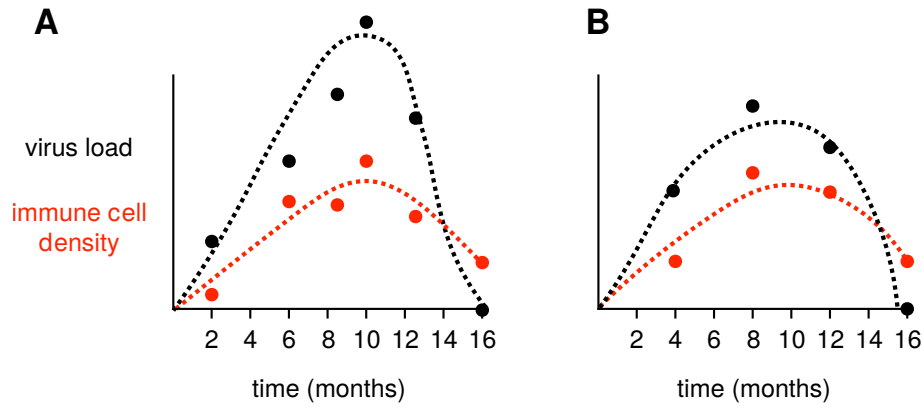 A
B
virus load
immune cell
density
2 4 6 8 10 12 14 16
2 4 6 8 10 12 14 16
time (months)
time (months)